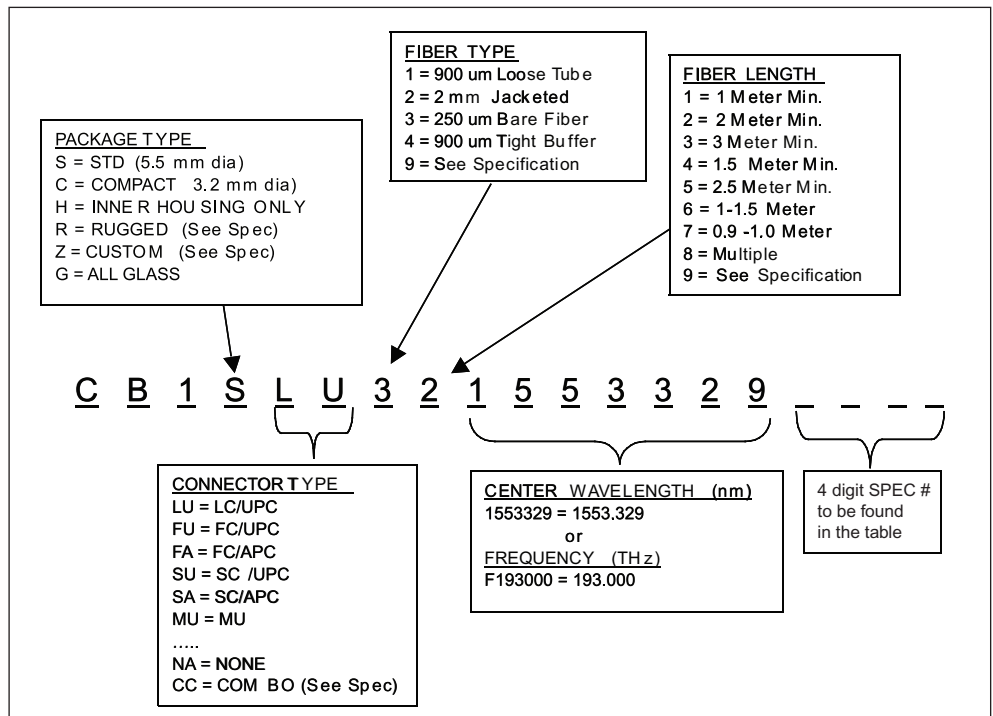 FIBER TYPE
1 = 900 um Loose Tube
2 = 2 mm Jacketed
3 = 250 um Bare Fiber
4 = 900 um Tight Buffer
9 = See Specification
FIBER LENGTH
1 = 1 Meter Min.
2 = 2 Meter Min.
3 = 3 Meter Min.
4 = 1.5 Meter Min.
5 = 2.5 Meter Min.
6 = 1-1.5 Meter
7 = 0.9 -1.0 Meter
8 = Multiple
9 = See Specification
PACKAGE TYPE
S = STD (5.5 mm dia)
C = COMPACT 3.2 mm dia)
H = INNER HOUSING ONLY
R = RUGGED (See Spec)
Z = CUSTOM (See Spec)
G = ALL GLASS
C B 1 S L U 3 2 1 5 5 3 3 2 9 _ _ _ _
CONNECTOR TYPE
LU = LC/UPC
FU = FC/UPC
FA = FC/APC
SU = SC /UPC
SA = SC/APC
MU = MU
.....
NA = NONE
CC = COM BO (See Spec)
CENTER WAVELENGTH (nm)
1553329 = 1553.329
or
FREQUENCY (THz)
F193000 = 193.000
4 digit SPEC #
to be found
in the table